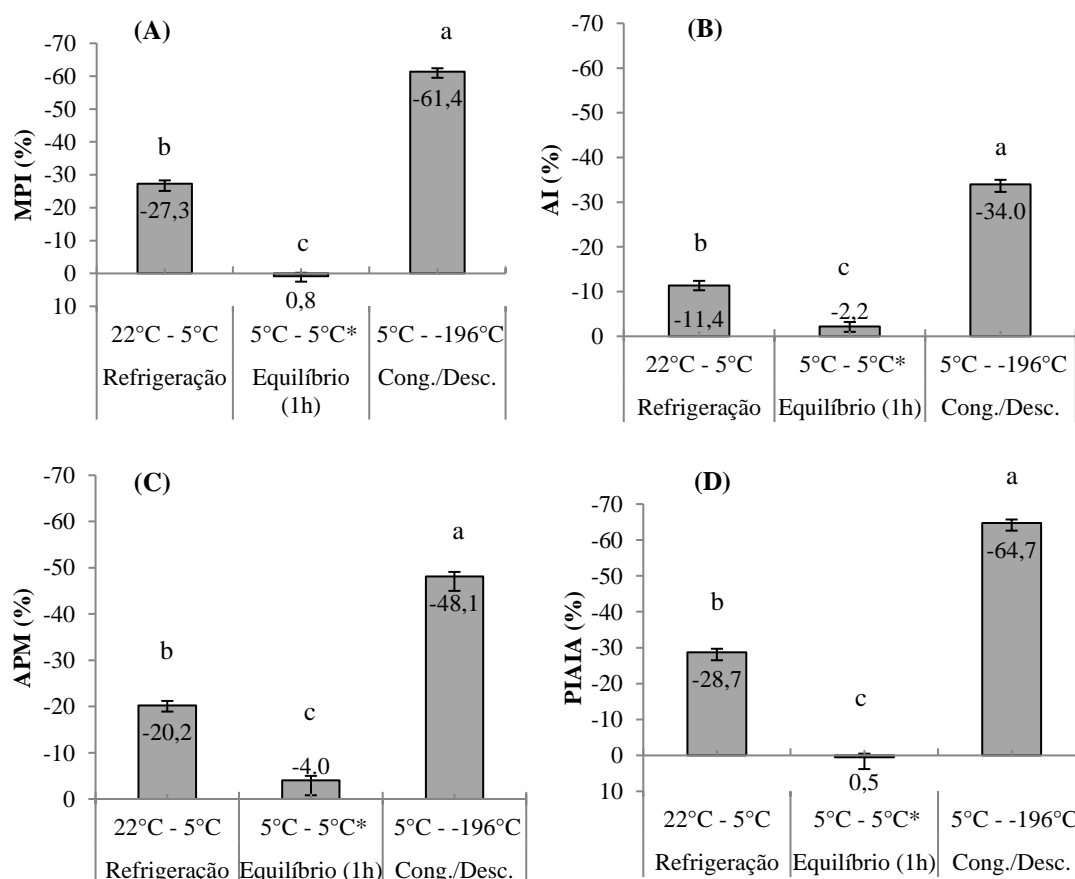 (A)
-70
-60
-50
-40
-30
-20
-10
0
10
MPI (%)
b
-27,3
c
0,8
a
-61,4
22°C - 5°C 5°C - 5°C* 5°C - -196°C
Refrigeração Equilíbrio (1h) Cong./Desc.
(B)
-70
-60
-50
-40
-30
-20
-10
0
AI (%)
b
-11,4
c
-2,2
a
-34.0
22°C - 5°C 5°C - 5°C* 5°C - -196°C
Refrigeração Equilíbrio (1h) Cong./Desc.
(C)
-70
-60
-50
-40
-30
-20
-10
0
APM (%)
b
-20,2
c
-4.0
a
-48,1
22°C - 5°C 5°C - 5°C* 5°C - -196°C
Refrigeração Equilíbrio (1h) Cong./Desc.
(D)
-70
-60
-50
-40
-30
-20
-10
0
10
PIAIA (%)
b
-28,7
c
0,5
a
-64,7
22°C - 5°C 5°C - 5°C* 5°C - -196°C
Refrigeração Equilíbrio (1h) Cong./Desc.